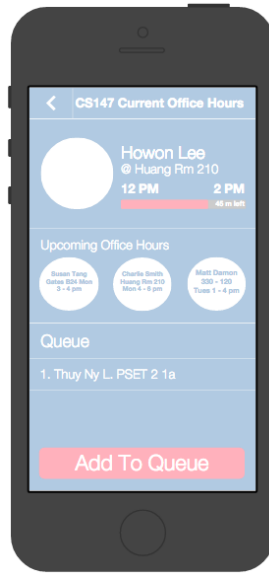 CS147 Current Office Hours
Howon Lee
@ Huang Rm 210
12 PM 2 PM
48 m left
Upcoming Office Hours
Susan Tang
Gates B24 Mon
3 - 4 pm
Charlie Smith
Huang Rm 210
Mon 4 - 5 pm
Matt Damon
330 - 120
Tues 1 - 4 pm
Queue
1. Thuy Ny L. PSET 2 1a
Add To Queue